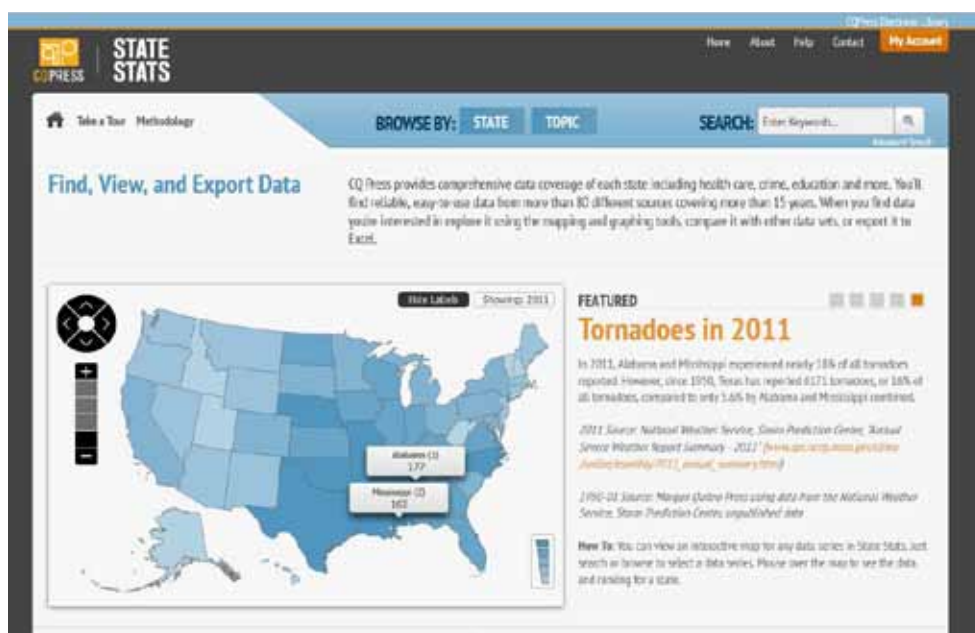 CQPress Electronic Library
CQPRESS
STATE
STATS
Home About Help Contact My Account
Take a Tour Methodology
BROWSE BY: STATE TOPIC
SEARCH: Enter Keywords...
Advanced Search
Find, View, and Export Data
CQ Press provides comprehensive data coverage of each state including health care, crime, education and more. You'll
find reliable, easy-to-use data from more than 80 different sources covering more than 15 years. When you find data
you're interested in explore it using the mapping and graphing tools, compare it with other data sets, or export it to
Excel.
Hide Labels Showing: 2011
Alabama (1)
177
Mississippi (2)
162
FEATURED
Tornadoes in 2011
In 2011, Alabama and Mississippi experienced nearly 18% of all tornadoes
reported. However, since 1950, Texas has reported 6171 tornadoes, or 16% of
all tornadoes, compared to only 5.6% by Alabama and Mississippi combined.
2011 Source: National Weather Service, Storm Prediction Center, "Annual
Severe Weather Report Summary - 2011"
1950-01 Source: Morgan Quitno Press using data from the National Weather
Service, Storm Prediction Center, unpublished data
How To: You can view an interactive map for any data series in State Stats. Just
search or browse to select a data series. Mouse over the map to see the data
and ranking for a state.